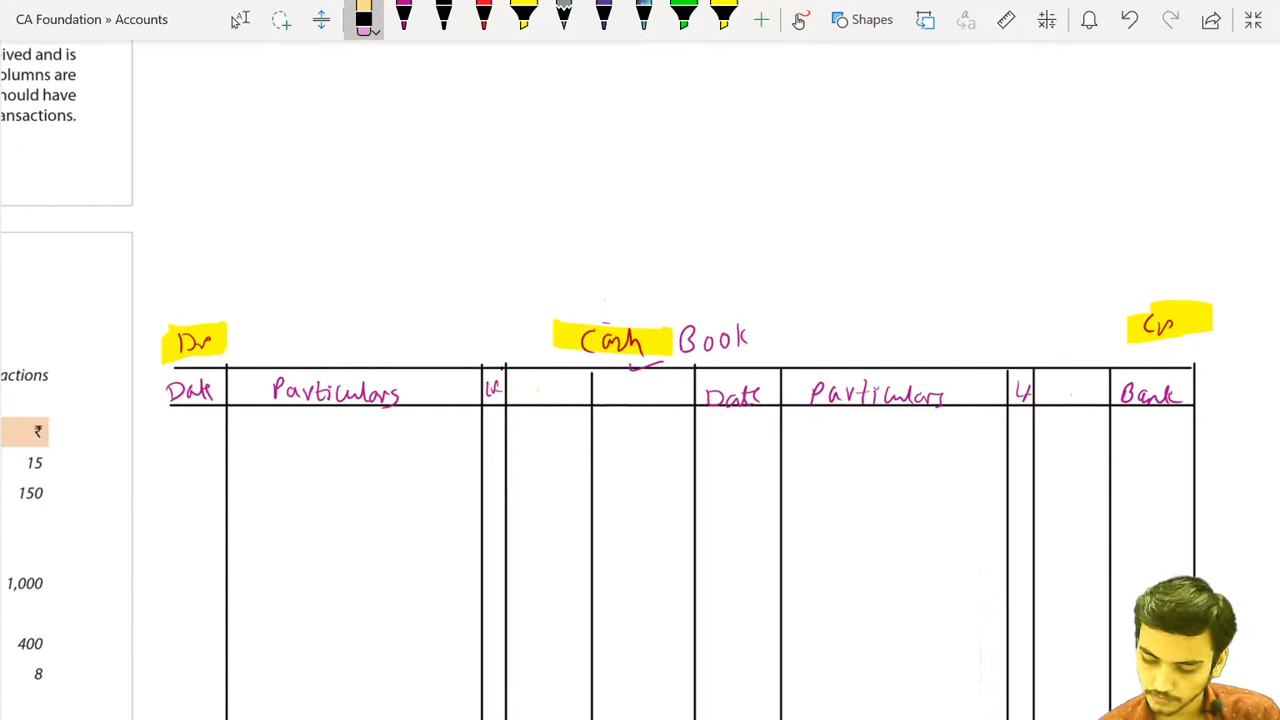 CA Foundation » Accounts
Shapes
ived and is
olumns are
hould have
ansactions.
Dr Cash Book Cr
Date Particulars Date Particulars Bank
actions
₹
15
150
1,000
400
8